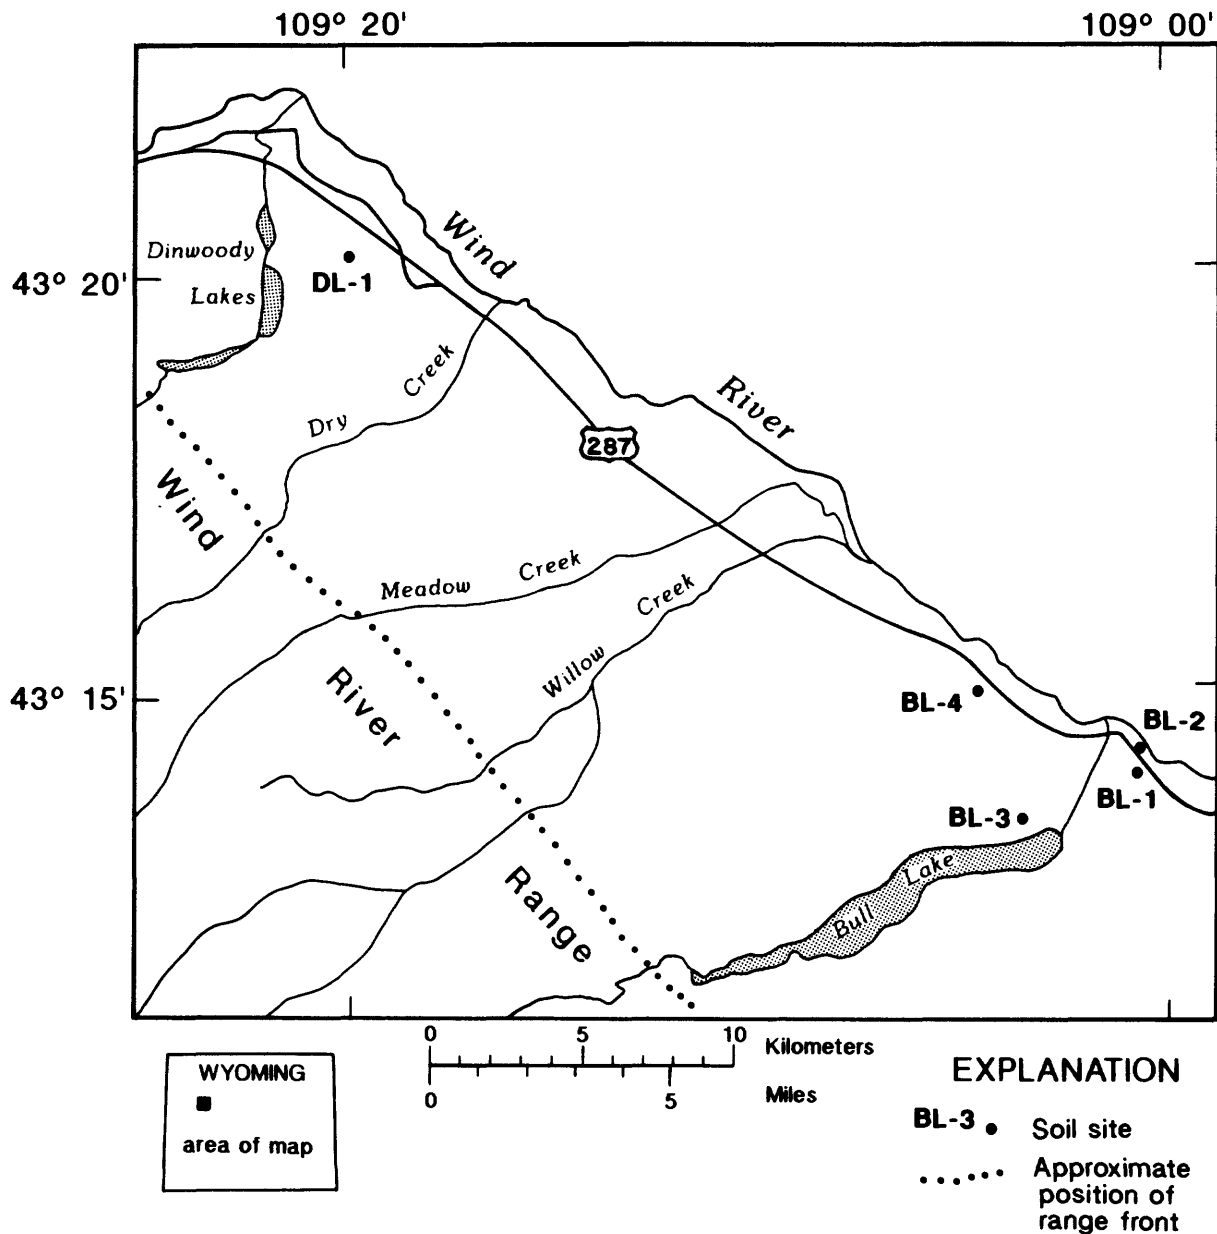 109° 20'
109° 00'
Wind
Dinwoody
Lakes
DL-1
43° 20'
Dry Creek
River
287
Wind
Meadow Creek
Willow Creek
River
43° 15'
BL-4
BL-2
BL-1
BL-3
Bull Lake
Range
0 5 10
Kilometers
0 5
Miles
WYOMING
area of map
EXPLANATION
BL-3
Soil site
Approximate
position of
range front